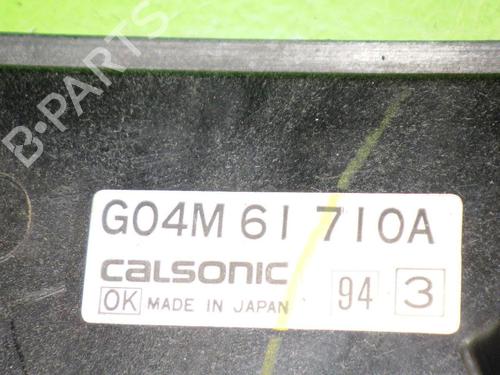 B-PARTS
G04M 61 710A
calsonic
OK MADE IN JAPAN 94 3